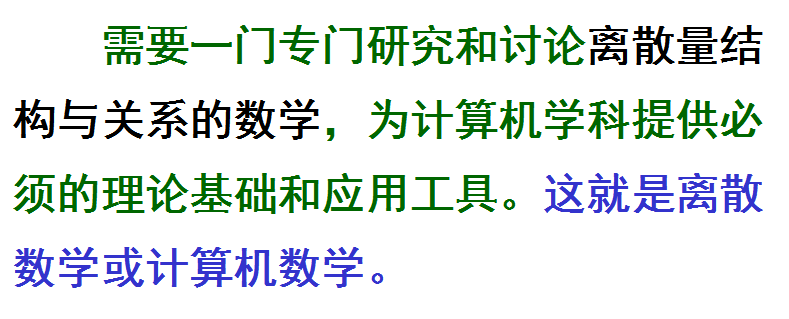 需要一门专门研究和讨论离散量结
构与关系的数学，为计算机学科提供必
须的理论基础和应用工具。这就是离散
数学或计算机数学。